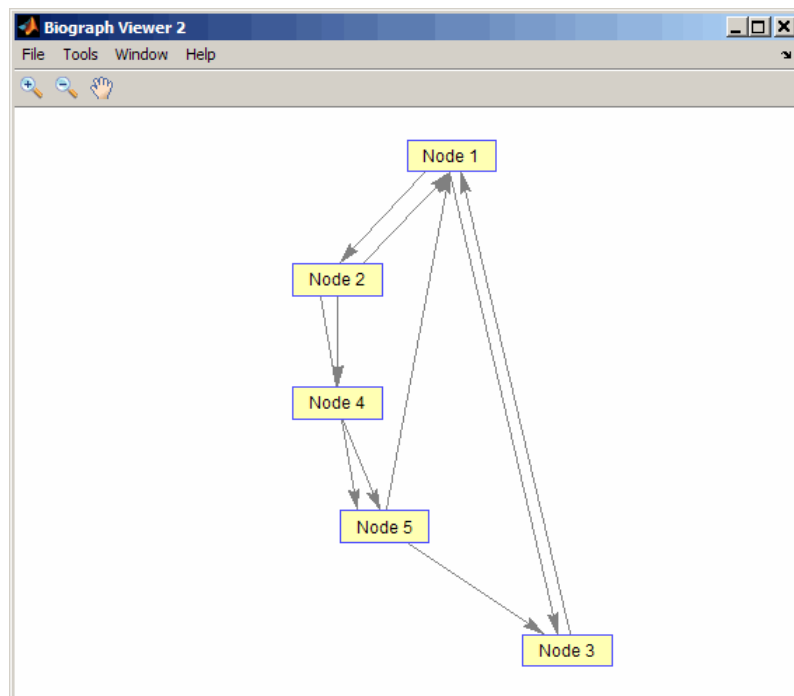 Biograph Viewer 2
File Tools Window Help
Node 1
Node 2
Node 4
Node 5
Node 3